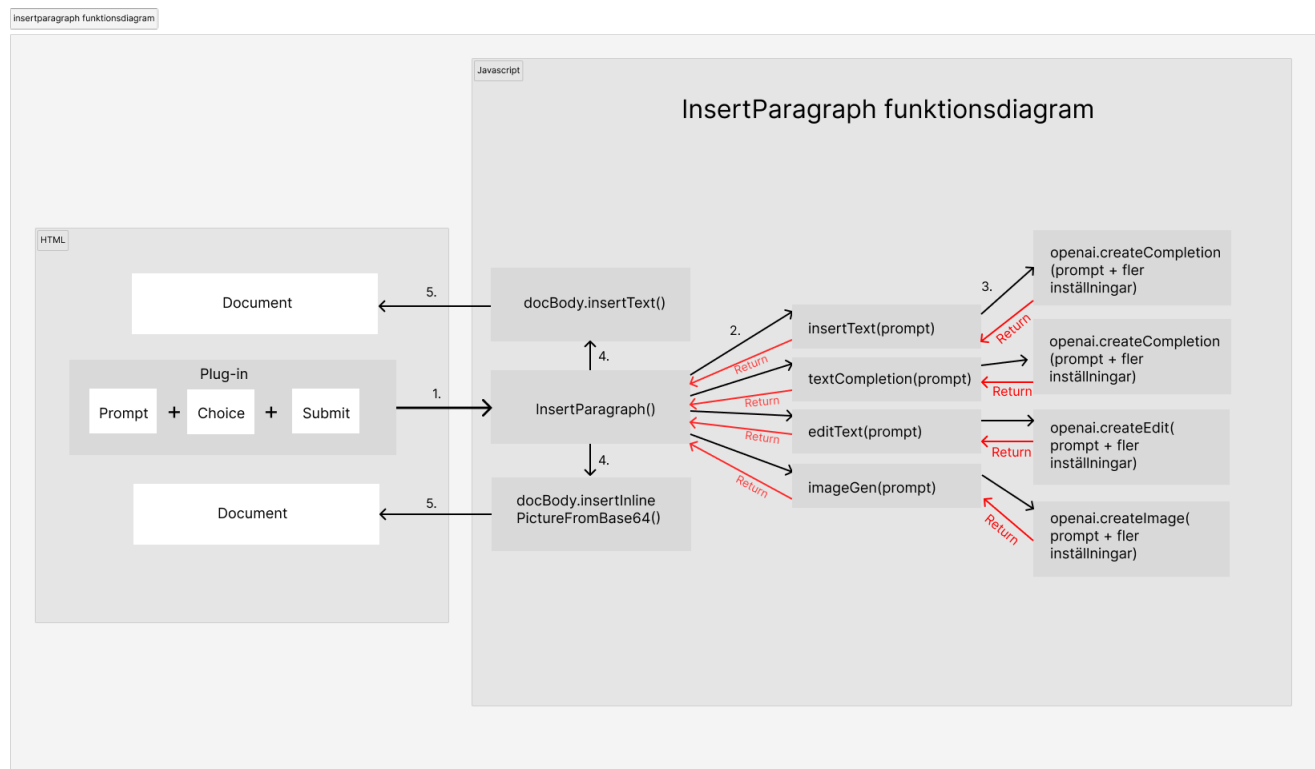 insertparagraph funktionsdiagram
Javascript
InsertParagraph funktionsdiagram
HTML
Document
5.
docBody.insertText()
Plug-in
Prompt
+
Choice
+
Submit
1.
4.
InsertParagraph()
4.
Document
5.
docBody.insertInline
PictureFromBase64()
2.
Return
Return
Return
Return
insertText(prompt)
textCompletion(prompt)
editText(prompt)
imageGen(prompt)
3.
Return
Return
Return
Return
openai.createCompletion
(prompt + fler
inställningar)
openai.createCompletion
(prompt + fler
inställningar)
openai.createEdit(
prompt + fler
inställningar)
openai.createImage(
prompt + fler
inställningar)